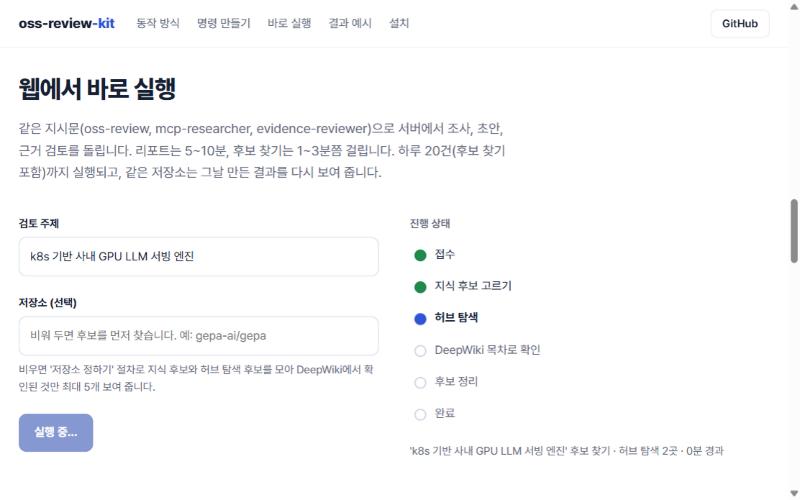 oss-review-kit 동작 방식 명령 만들기 바로 실행 결과 예시 설치 GitHub
웹에서 바로 실행
같은 지시문(oss-review, mcp-researcher, evidence-reviewer)으로 서버에서 조사, 초안,
근거 검토를 돌립니다. 리포트는 5~10분, 후보 찾기는 1~3분쯤 걸립니다. 하루 20건(후보 찾기
포함)까지 실행되고, 같은 저장소는 그날 만든 결과를 다시 보여 줍니다.
검토 주제
k8s 기반 사내 GPU LLM 서빙 엔진
저장소 (선택)
비워 두면 후보를 먼저 찾습니다. 예: gepa-ai/gepa
비우면 '저장소 정하기' 절차로 지식 후보와 허브 탐색 후보를 모아 DeepWiki에서 확
인된 것만 최대 5개 보여 줍니다.
실행 중...
진행 상태
접수
지식 후보 고르기
허브 탐색
DeepWiki 목차로 확인
후보 정리
완료
'k8s 기반 사내 GPU LLM 서빙 엔진' 후보 찾기 · 허브 탐색 2곳 · 0분 경과